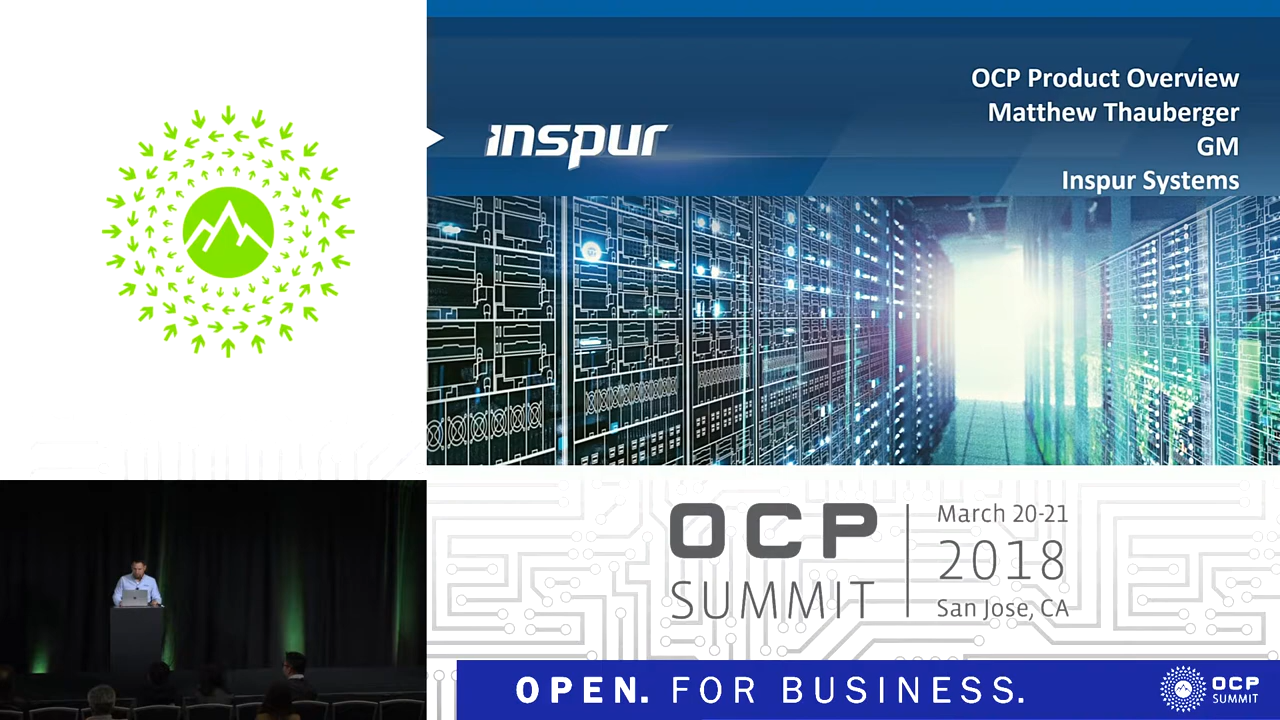 inspur
OCP Product Overview
Matthew Thauberger
GM
Inspur Systems
OCP
SUMMIT
March 20-21
2018
San Jose, CA
OPEN. FOR BUSINESS.
OCP
SUMMIT